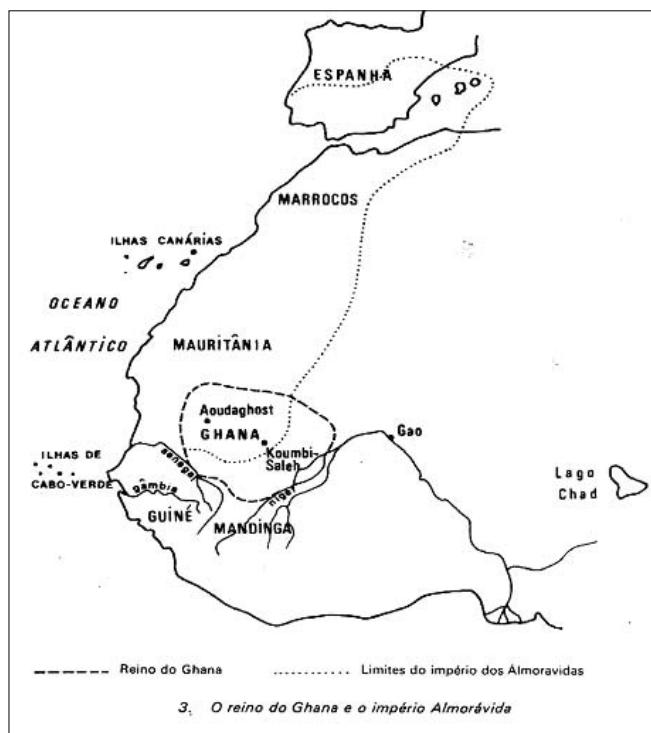 ESPANHA
MARROCOS
ILHAS CANÁRIAS
OCEANO
ATLÂNTICO
MAURITÂNIA
Aoudaghost
GHANA
Koumbi-
Saleh
Gao
ILHAS DE
CABO-VERDE
senegal
gâmbia
GUINÉ
MANDINGA
niger
Lago
Chad
Reino do Ghana
Limites do império dos Almoravidas
3. O reino do Ghana e o império Almorávida